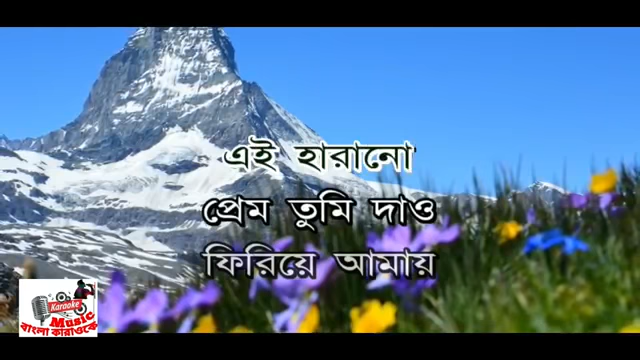 এই হারানো
প্রেম তুমি দাও
ফিরিয়ে আমায়
Karaoke
Music
বাংলা কারাওকে